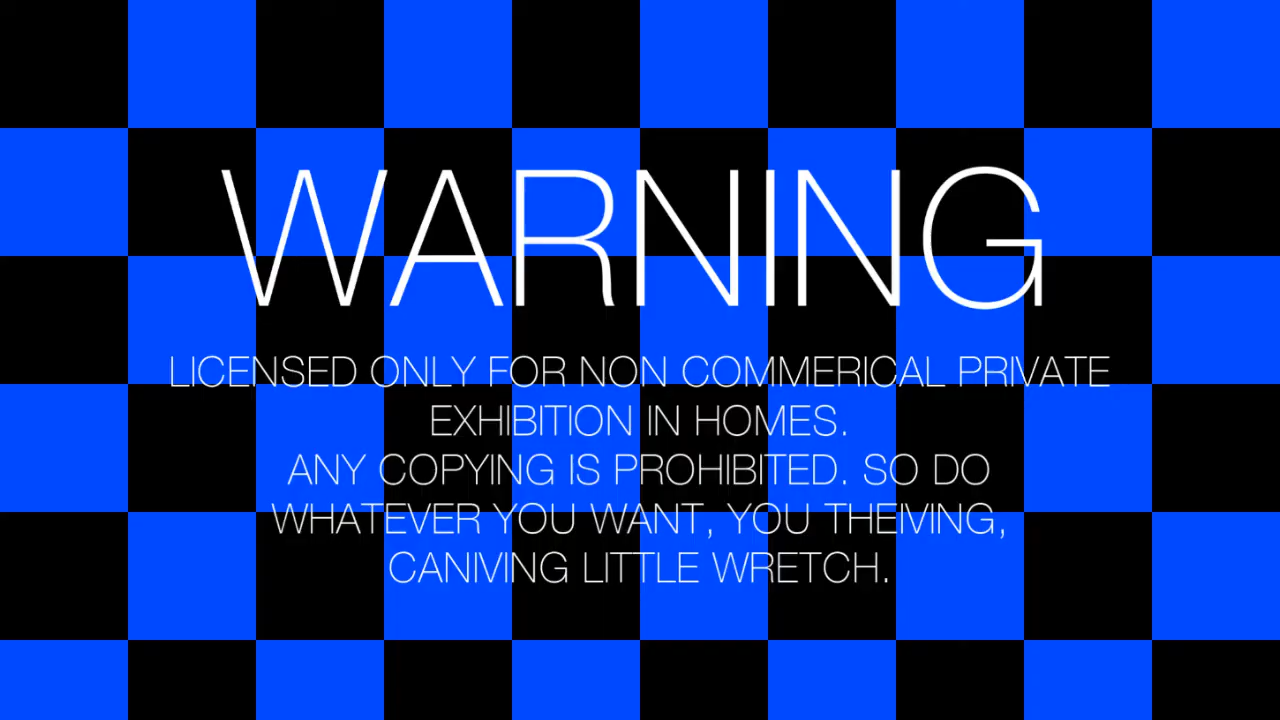 WARNING
LICENSED ONLY FOR NON COMMERICAL PRIVATE
EXHIBITION IN HOMES.
ANY COPYING IS PROHIBITED. SO DO
WHATEVER YOU WANT, YOU THEIVING,
CANIVING LITTLE WRETCH.